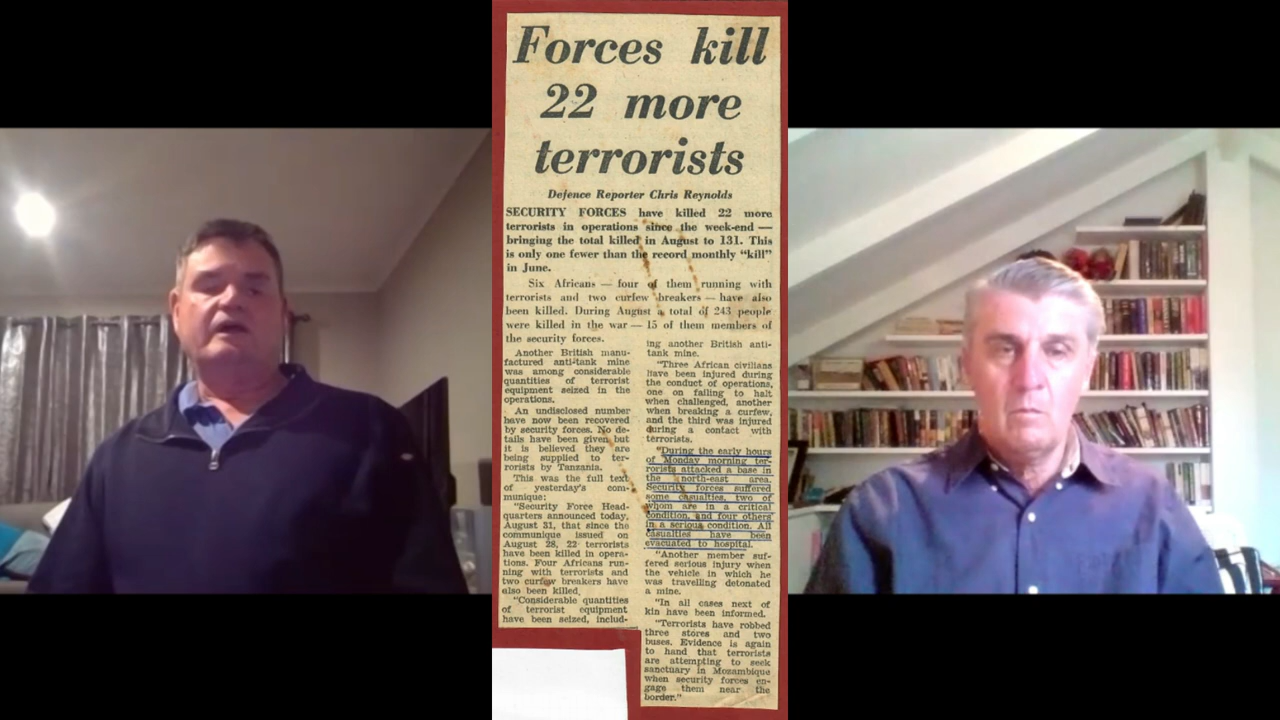 Forces kill
22 more
terrorists
Defence Reporter Chris Reynolds
SECURITY FORCES have killed 22 more
terrorists in operations since the week-end —
bringing the total killed in August to 131. This
is only one fewer than the record monthly "kill"
in June.
Six Africans — four of them running with
terrorists and two curfew breakers — have also
been killed. During August a total of 243 people
were killed in the war — 15 of them members of
the security forces.
Another British manu-
factured anti-tank mine
was among considerable
quantities of terrorist
equipment seized in the
operations.
An undisclosed number
have now been recovered
by security forces. No de-
tails have been given but
it is believed they are
being supplied to ter-
rorists by Tanzania.
This was the full text
of yesterday's com-
munique:
"Security Force Head-
quarters announced today,
August 31, that since the
communique issued on
August 28, 22 terrorists
have been killed in opera-
tions. Four Africans run-
ning with terrorists and
two curfew breakers have
also been killed.
"Considerable quantities
of terrorist equipment
have been seized, includ-
ing another British anti-
tank mine.
"Three African civilians
have been injured during
the conduct of operations,
one on failing to halt
when challenged, another
when breaking a curfew,
and the third was injured
during a contact with
terrorists.
"During the early hours
of Monday morning ter-
rorists attacked a base in
the north-east area.
Security forces suffered
some casualties, two of
whom are in a critical
condition, and four others
in a serious condition. All
casualties have been
evacuated to hospital.
"Another member suf-
fered serious injury when
the vehicle in which he
was travelling detonated
a mine.
"In all cases next of
kin have been informed.
"Terrorists have robbed
three stores and two
buses. Evidence is again
to hand that terrorists
are attempting to seek
sanctuary in Mozambique
when security forces en-
gage them near the
border."